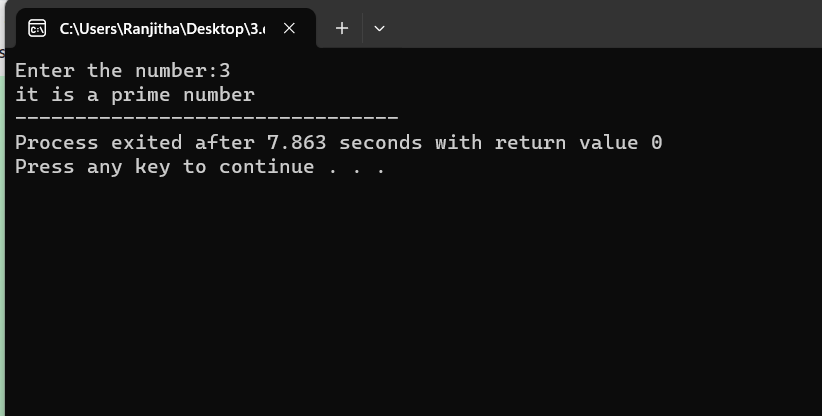 C:\Users\Ranjitha\Desktop\3.
Enter the number:3
it is a prime number
--------------------------------
Process exited after 7.863 seconds with return value 0
Press any key to continue . . .